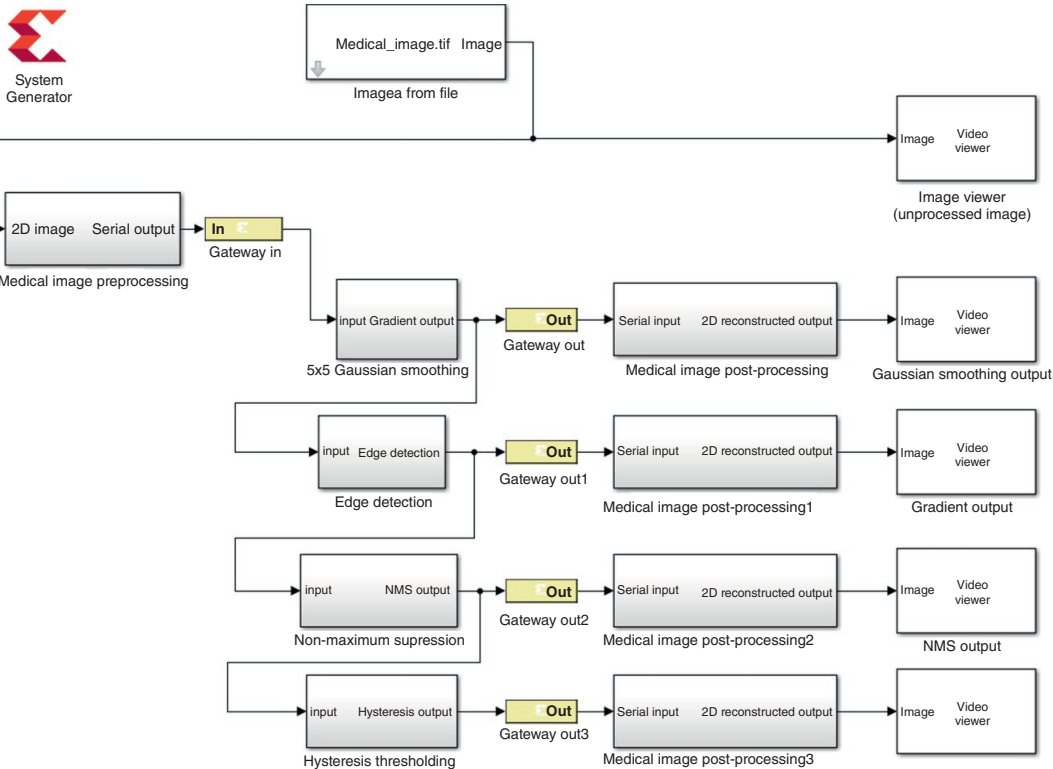 System
Generator
Medical_image.tif Image
Imagea from file
Image Video
viewer
Image viewer
(unprocessed image)
2D image Serial output
Medical image preprocessing
In
Gateway in
input Gradient output
5x5 Gaussian smoothing
Out
Gateway out
Serial input 2D reconstructed output
Medical image post-processing
Image Video
viewer
Gaussian smoothing output
input Edge detection
Edge detection
Out
Gateway out1
Serial input 2D reconstructed output
Medical image post-processing1
Image Video
viewer
Gradient output
input NMS output
Non-maximum supression
Out
Gateway out2
Serial input 2D reconstructed output
Medical image post-processing2
Image Video
viewer
NMS output
input Hysteresis output
Hysteresis thresholding
Out
Gateway out3
Serial input 2D reconstructed output
Medical image post-processing3
Image Video
viewer